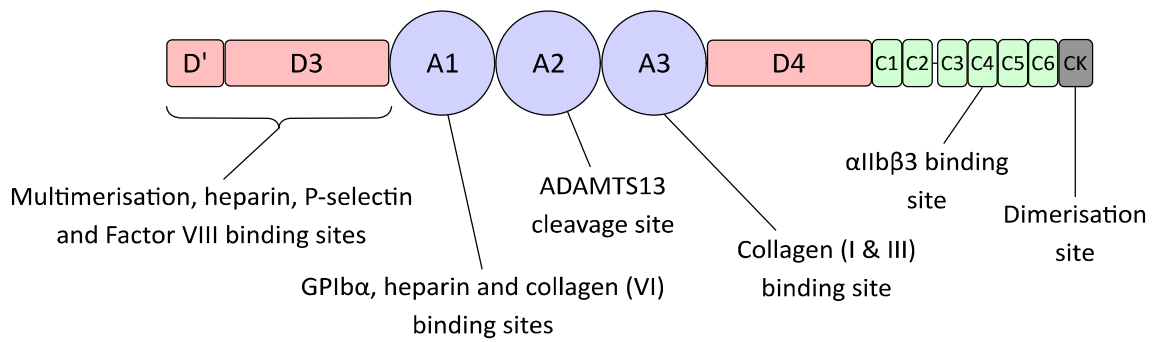 D' D3 A1 A2 A3 D4 C1 C2 C3 C4 C5 C6 CK
Multimerisation, heparin, P-selectin
and Factor VIII binding sites
GPIbα, heparin and collagen (VI)
binding sites
ADAMTS13
cleavage site
Collagen (I & III)
binding site
αIIbβ3 binding
site
Dimerisation
site